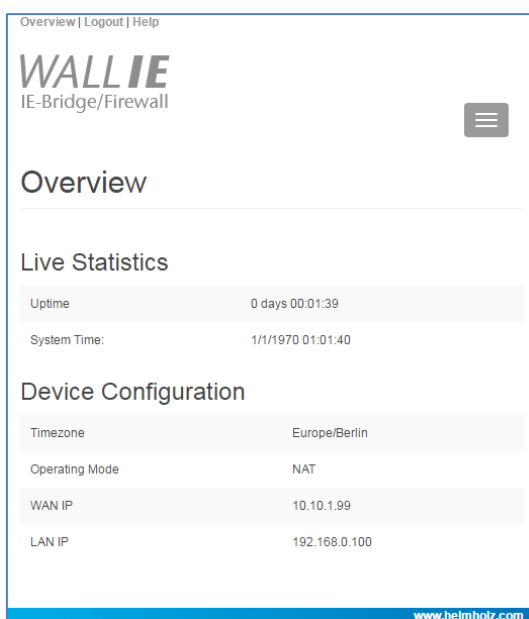 Overview | Logout | Help
WALL IE
IE-Bridge/Firewall
Overview
Live Statistics
Uptime 0 days 00:01:39
System Time: 1/1/1970 01:01:40
Device Configuration
Timezone Europe/Berlin
Operating Mode NAT
WAN IP 10.10.1.99
LAN IP 192.168.0.100
www.helmholz.com